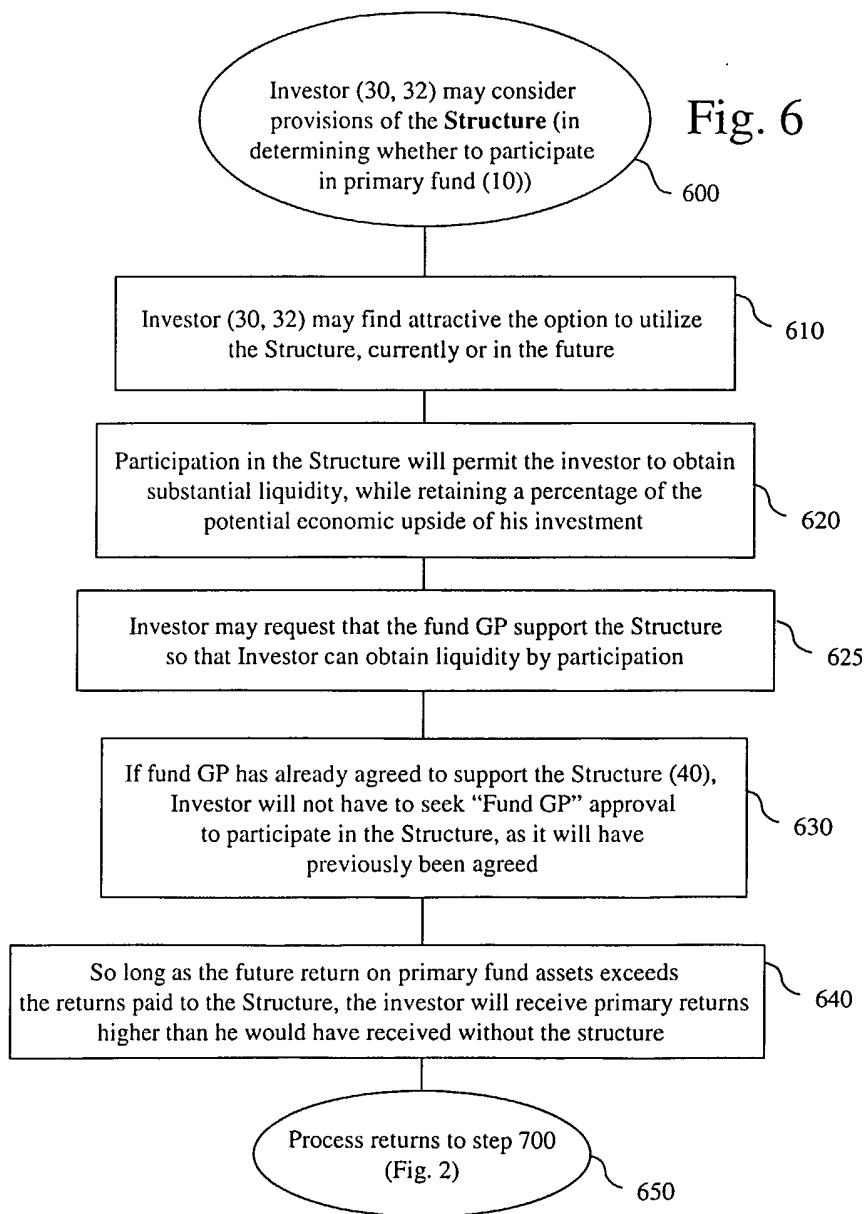 Investor (30, 32) may consider
provisions of the Structure (in
determining whether to participate
in primary fund (10))
Fig. 6
600
Investor (30, 32) may find attractive the option to utilize
the Structure, currently or in the future
610
Participation in the Structure will permit the investor to obtain
substantial liquidity, while retaining a percentage of the
potential economic upside of his investment
620
Investor may request that the fund GP support the Structure
so that Investor can obtain liquidity by participation
625
If fund GP has already agreed to support the Structure (40),
Investor will not have to seek “Fund GP” approval
to participate in the Structure, as it will have
previously been agreed
630
So long as the future return on primary fund assets exceeds
the returns paid to the Structure, the investor will receive primary returns
higher than he would have received without the structure
640
Process returns to step 700
(Fig. 2)
650